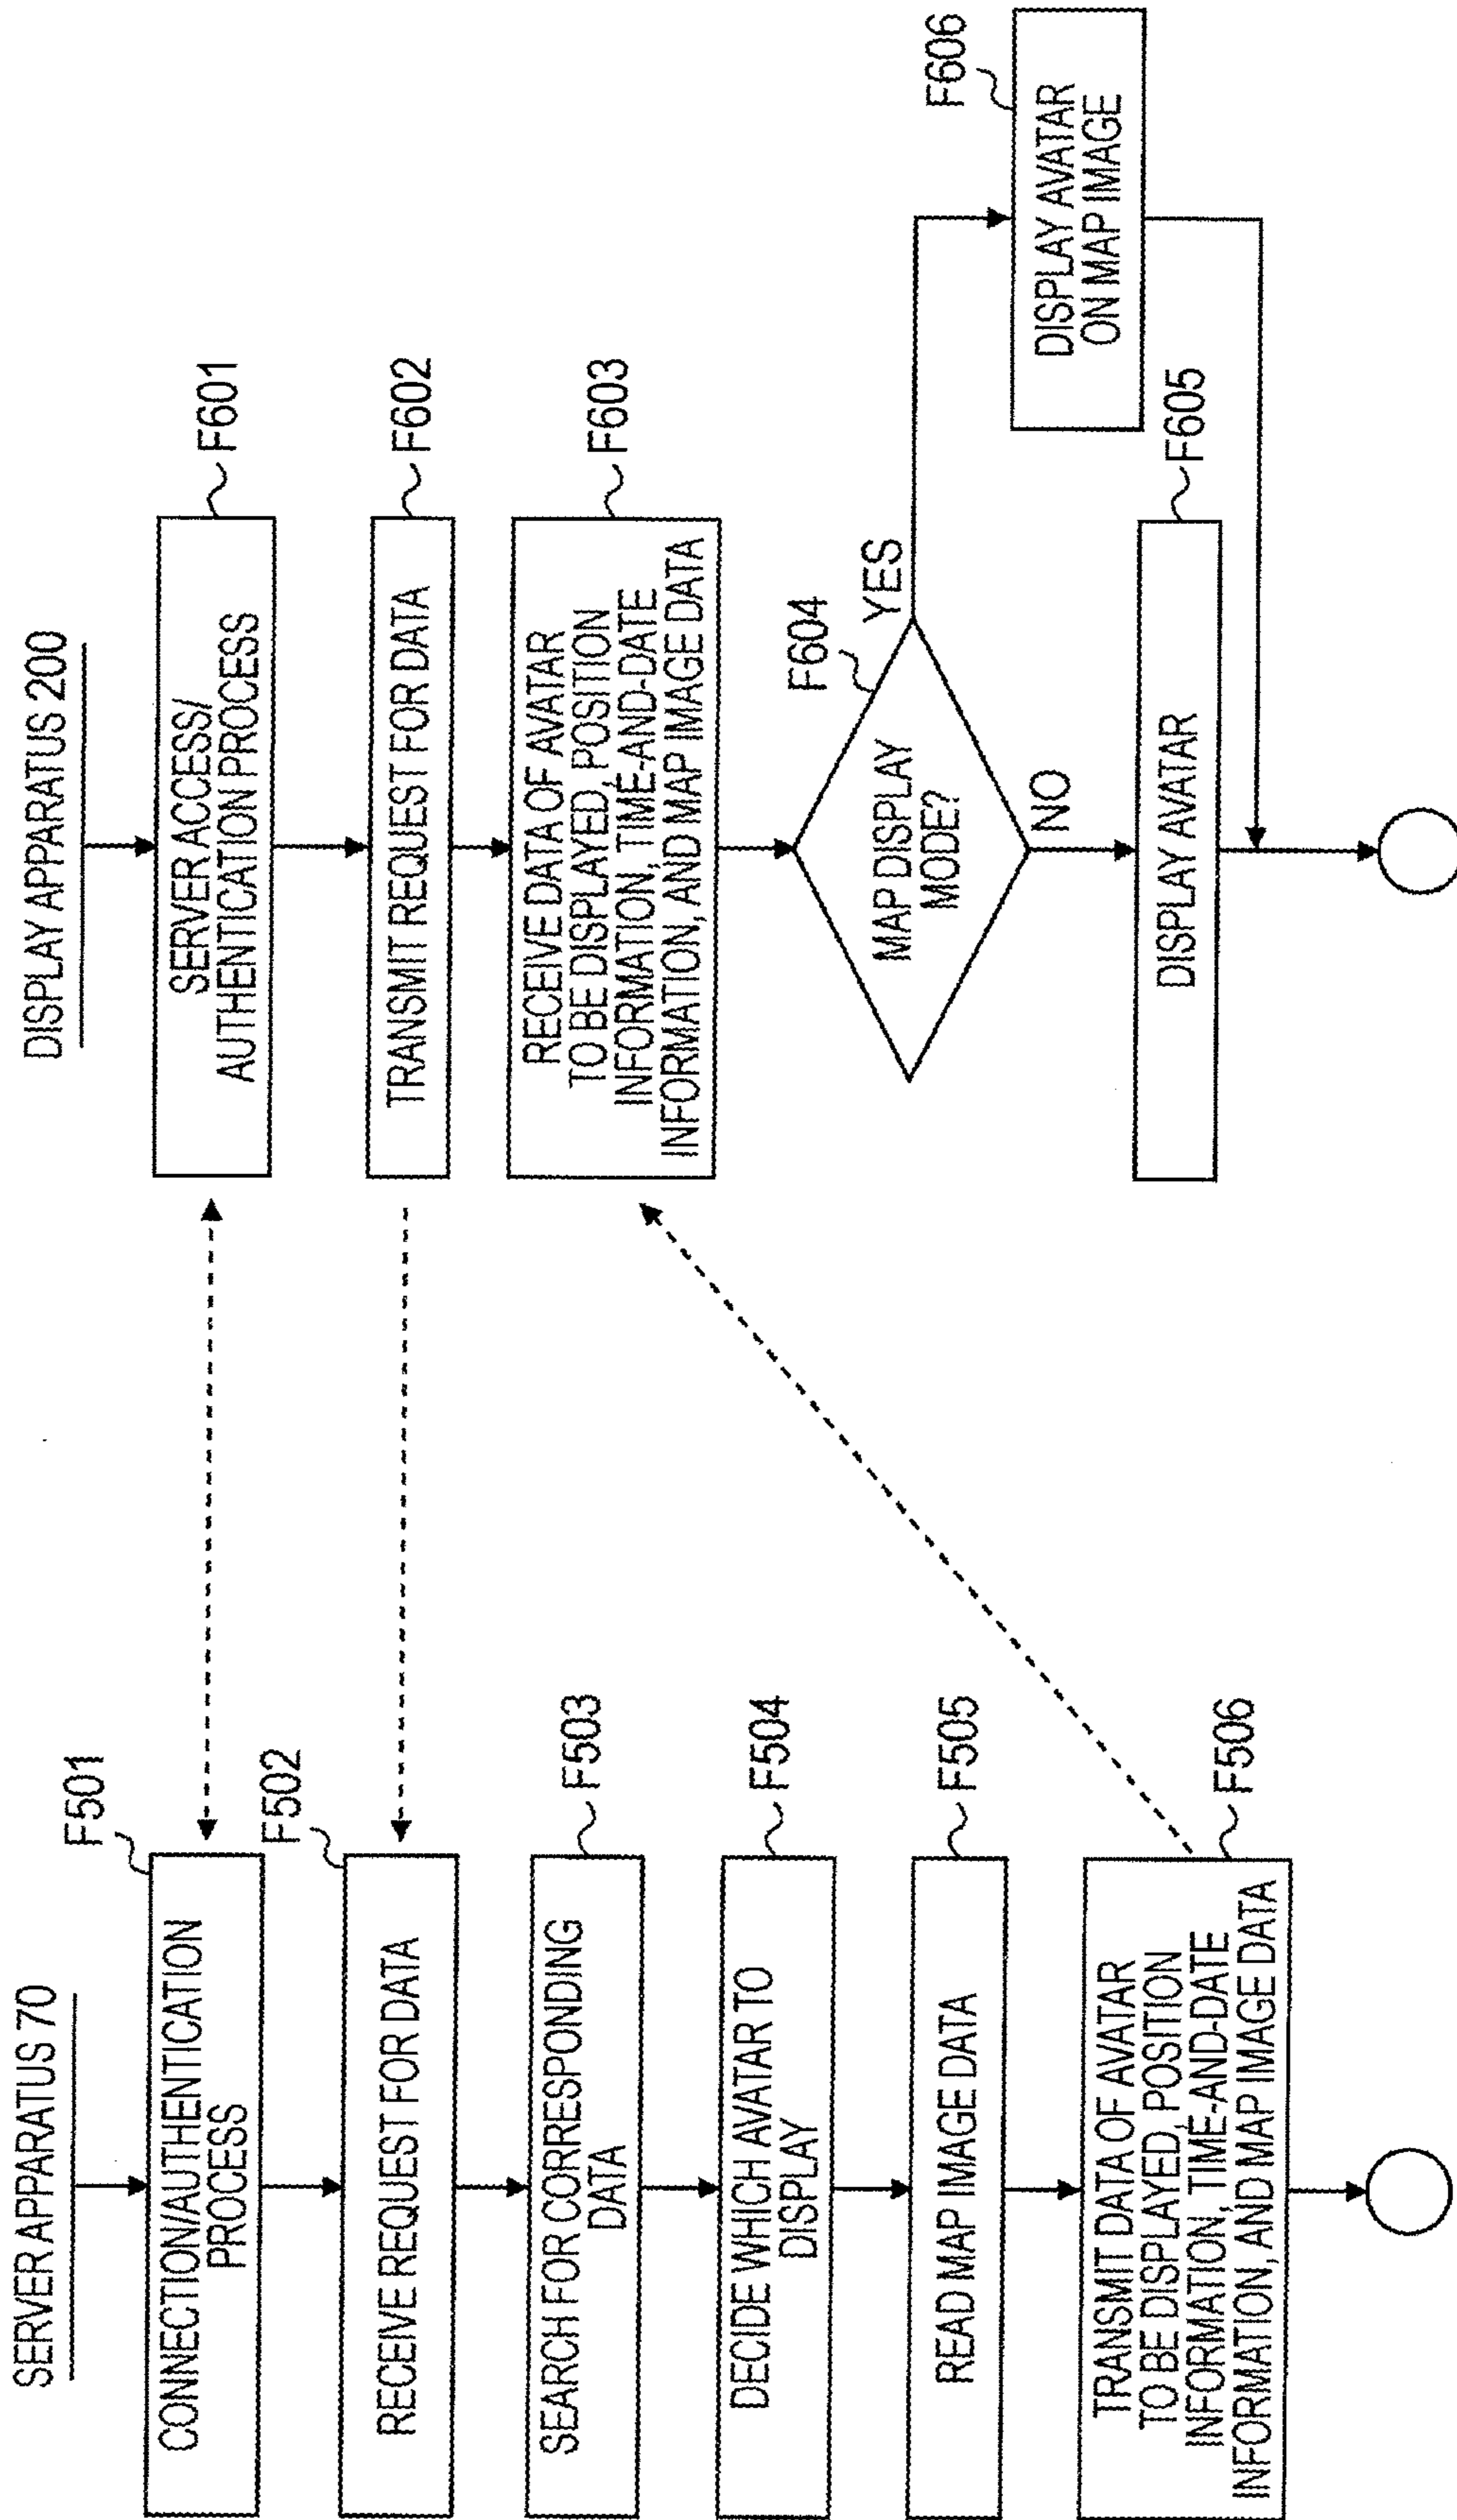 SERVER APPARATUS 70
F501
CONNECTION/AUTHENTICATION
PROCESS
F502
RECEIVE REQUEST FOR DATA
F503
SEARCH FOR CORRESPONDING
DATA
F504
DECIDE WHICH AVATAR TO
DISPLAY
F505
READ MAP IMAGE DATA
F506
TRANSMIT DATA OF AVATAR
TO BE DISPLAYED, POSITION
INFORMATION, TIME-AND-DATE
INFORMATION, AND MAP IMAGE DATA
DISPLAY APPARATUS 200
F601
SERVER ACCESS/
AUTHENTICATION PROCESS
F602
TRANSMIT REQUEST FOR DATA
F603
RECEIVE DATA OF AVATAR
TO BE DISPLAYED, POSITION
INFORMATION, TIME-AND-DATE
INFORMATION, AND MAP IMAGE DATA
F604
MAP DISPLAY
MODE?
YES
NO
F605
DISPLAY AVATAR
F606
DISPLAY AVATAR
ON MAP IMAGE